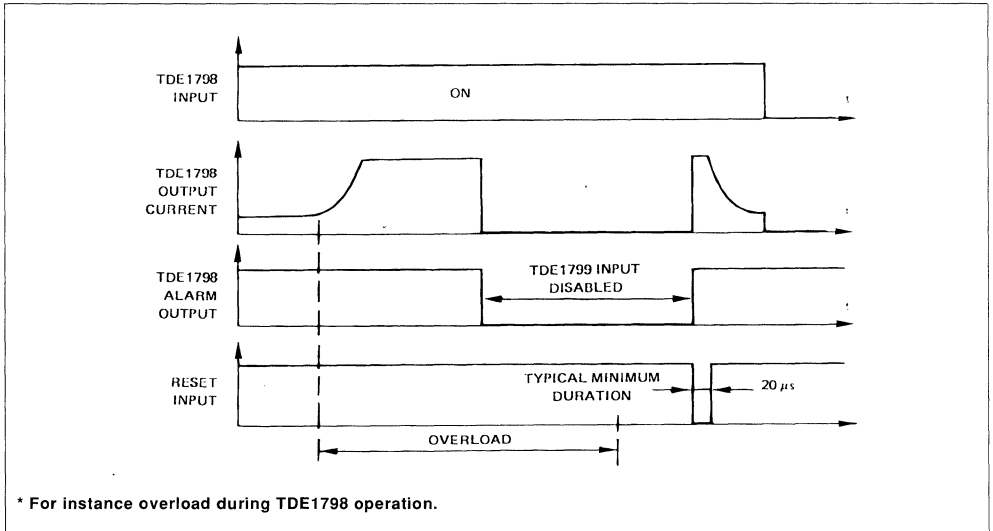 TDE1798
INPUT
ON
t
TDE1798
OUTPUT
CURRENT
t
TDE1798
ALARM
OUTPUT
TDE1799 INPUT
DISABLED
t
RESET
INPUT
TYPICAL MINIMUM
DURATION
20 µs
OVERLOAD
* For instance overload during TDE1798 operation.